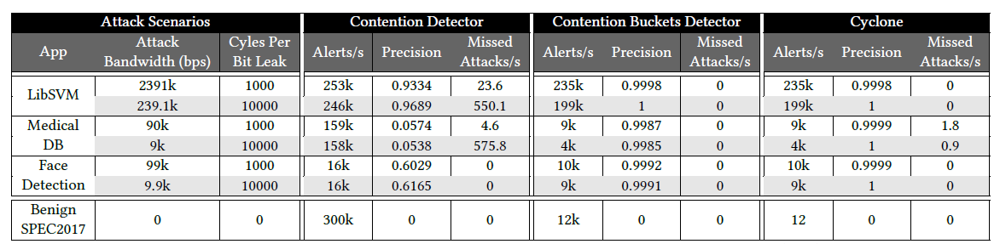 Attack Scenarios Contention Detector Contention Buckets Detector Cyclone
App Attack Bandwidth (bps) Cyles Per Bit Leak Alerts/s Precision Missed Attacks/s Alerts/s Precision Missed Attacks/s Alerts/s Precision Missed Attacks/s
LibSVM 2391k 1000 253k 0.9334 23.6 235k 0.9998 0 235k 0.9998 0
239.1k 10000 246k 0.9689 550.1 199k 1 0 199k 1 0
Medical DB 90k 1000 159k 0.0574 4.6 9k 0.9987 0 9k 0.9999 1.8
9k 10000 158k 0.0538 575.8 4k 0.9985 0 4k 1 0.9
Face Detection 99k 1000 16k 0.6029 0 10k 0.9992 0 10k 0.9999 0
9.9k 10000 16k 0.6165 0 9k 0.9991 0 9k 1 0
Benign SPEC2017 0 0 300k 0 0 12k 0 0 12 0 0